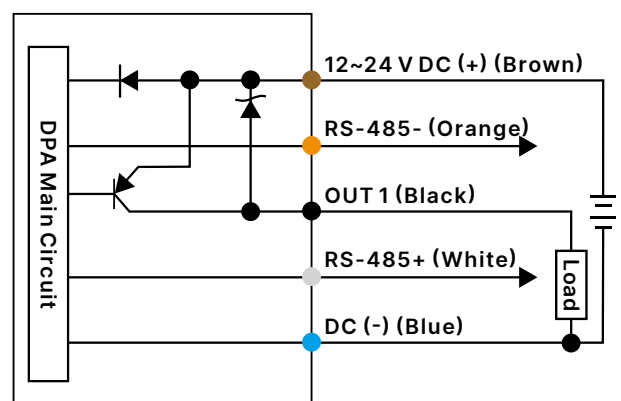 12~24 V DC (+) (Brown)
RS-485- (Orange)
OUT 1 (Black)
RS-485+ (White)
DC (-) (Blue)
DPA Main Circuit
Load